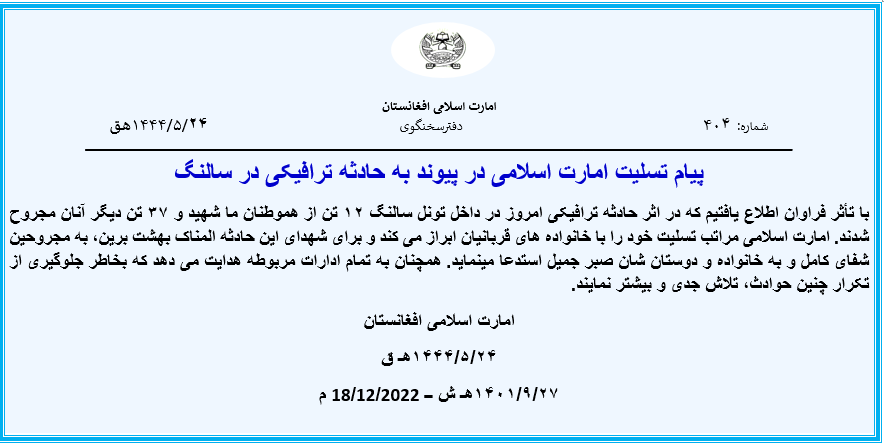 امارت اسلامی افغانستان
شماره: ۴۰۴ دفترسخنگوی ۱۴۴۴/۵/۲۴هـق
پیام تسلیت امارت اسلامی در پیوند به حادثه ترافیکی در سالنگ
با تأثر فراوان اطلاع یافتیم که در اثر حادثه ترافیکی امروز در داخل تونل سالنگ ۱۲ تن از هموطنان ما شهید و ۳۷ تن دیگر آنان مجروح
شدند. امارت اسلامی مراتب تسلیت خود را با خانواده های قربانیان ابراز می کند و برای شهدای این حادثه المناک بهشت برین، به مجروحین
شفای کامل و به خانواده و دوستان شان صبر جمیل استدعا مینماید. همچنان به تمام ادارات مربوطه هدایت می دهد که بخاطر جلوگیری از
تکرار چنین حوادث، تلاش جدی و بیشتر نمایند.
امارت اسلامی افغانستان
۱۴۴۴/۵/۲۴هـ ق
۱۴۰۱/۹/۲۷هـ ش – 18/12/2022 م